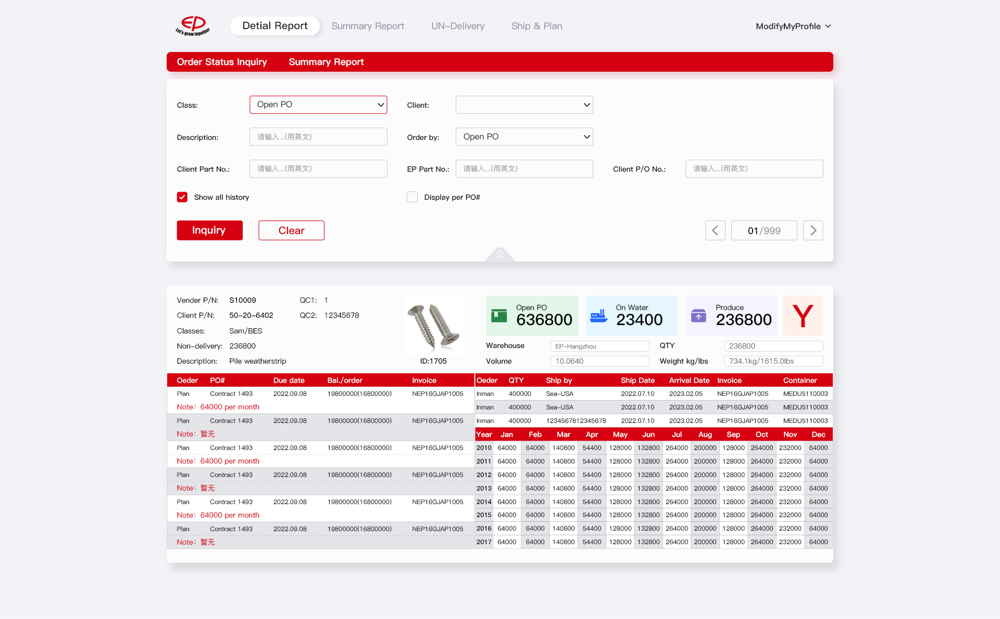 EP
Let's grow together
Detial Report Summary Report UN-Delivery Ship & Plan ModifyMyProfile
Order Status Inquiry Summary Report
Class: Open PO Client:
Description: 请输入...(用英文) Order by: Open PO
Client Part No.: 请输入...(用英文) EP Part No.: 请输入...(用英文) Client P/O No.: 请输入...(用英文)
Show all history Display per PO#
Inquiry Clear 01/999
Vender P/N: S10009 QC1: 1
Client P/N: 50-20-6402 QC2: 12345678
Classes: Sam/BES
Non-delivery: 236800
Description: Pile weatherstrip
ID:1705
Open PO
636800
On Water
23400
Produce
236800
Y
Warehouse EP-Hangzhou QTY 236800
Volume 10.0640 Weight kg/lbs 734.1kg/1615.0lbs
Oeder PO# Due date Bal./order Invoice
Plan Contract 1493 2022.09.08 19800000(16800000) NEP16GJAP1005
Note: 64000 per month
Plan Contract 1493 2022.09.08 19800000(16800000) NEP16GJAP1005
Note: 暂无
Plan Contract 1493 2022.09.08 19800000(16800000) NEP16GJAP1005
Note: 64000 per month
Plan Contract 1493 2022.09.08 19800000(16800000) NEP16GJAP1005
Note: 暂无
Plan Contract 1493 2022.09.08 19800000(16800000) NEP16GJAP1005
Note: 64000 per month
Plan Contract 1493 2022.09.08 19800000(16800000) NEP16GJAP1005
Note: 暂无
Oeder QTY Ship by Ship Date Arrival Date Invoice Container
Inman 400000 Sea-USA 2022.07.10 2023.02.05 NEP16GJAP1005 MEDU5110003
Inman 400000 Sea-USA 2022.07.10 2023.02.05 NEP16GJAP1005 MEDU5110003
Inman 400000 1234567812345678 2022.07.10 2023.02.05 NEP16GJAP1005 MEDU5110003
Year Jan Feb Mar Apr May Jun Jul Aug Sep Oct Nov Dec
2010 64000 64000 140800 54400 128000 132800 264000 200000 128000 264000 232000 64000
2011 64000 64000 140800 54400 128000 132800 264000 200000 128000 264000 232000 64000
2012 64000 64000 140800 54400 128000 132800 264000 200000 128000 264000 232000 64000
2013 64000 64000 140800 54400 128000 132800 264000 200000 128000 264000 232000 64000
2014 64000 64000 140800 54400 128000 132800 264000 200000 128000 264000 232000 64000
2015 64000 64000 140800 54400 128000 132800 264000 200000 128000 264000 232000 64000
2016 64000 64000 140800 54400 128000 132800 264000 200000 128000 264000 232000 64000
2017 64000 64000 140800 54400 128000 132800 264000 200000 128000 264000 232000 64000